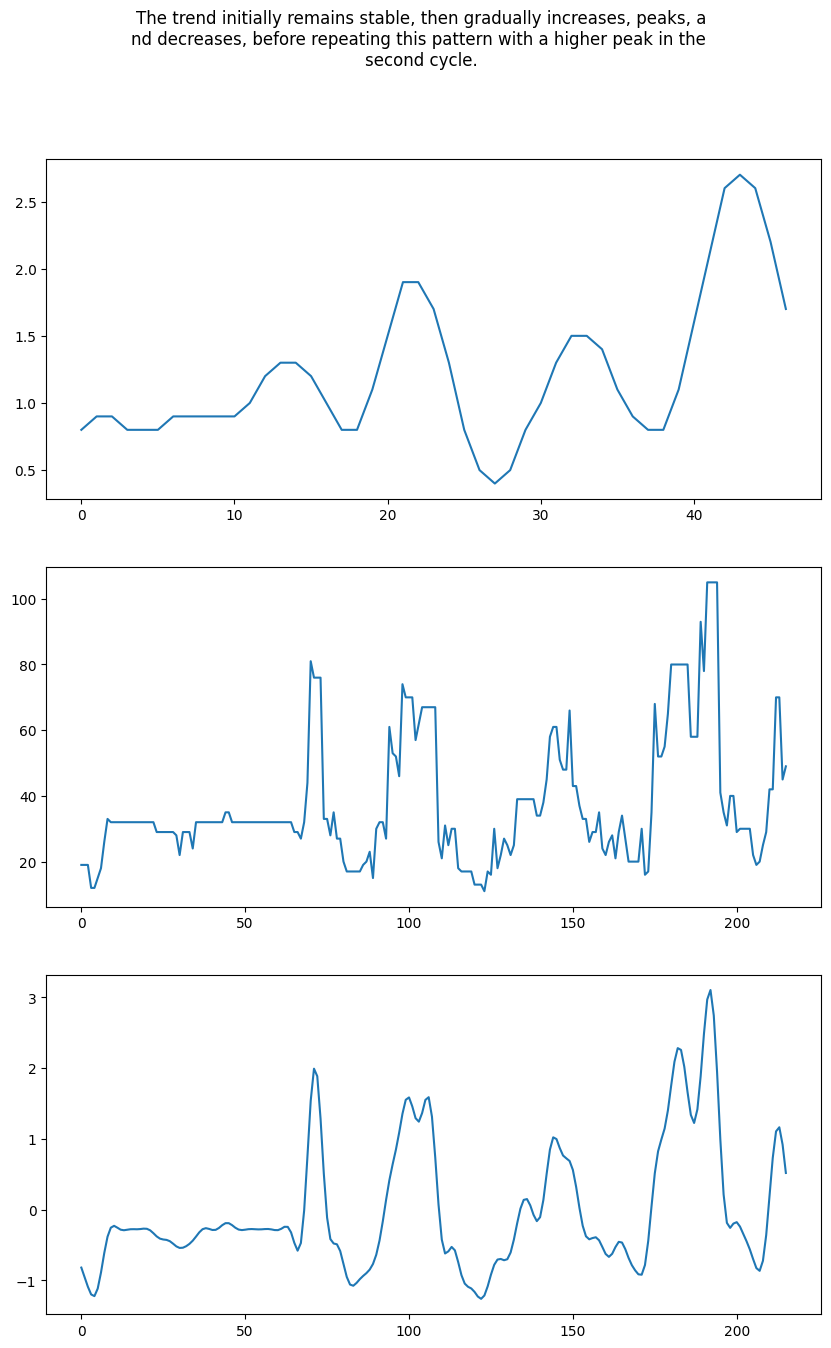 The trend initially remains stable, then gradually increases, peaks, a
nd decreases, before repeating this pattern with a higher peak in the
second cycle.
2.5
2.0
1.5
1.0
0.5
0 10 20 30 40
100
80
60
40
20
0 50 100 150 200
3
2
1
0
−1
0 50 100 150 200